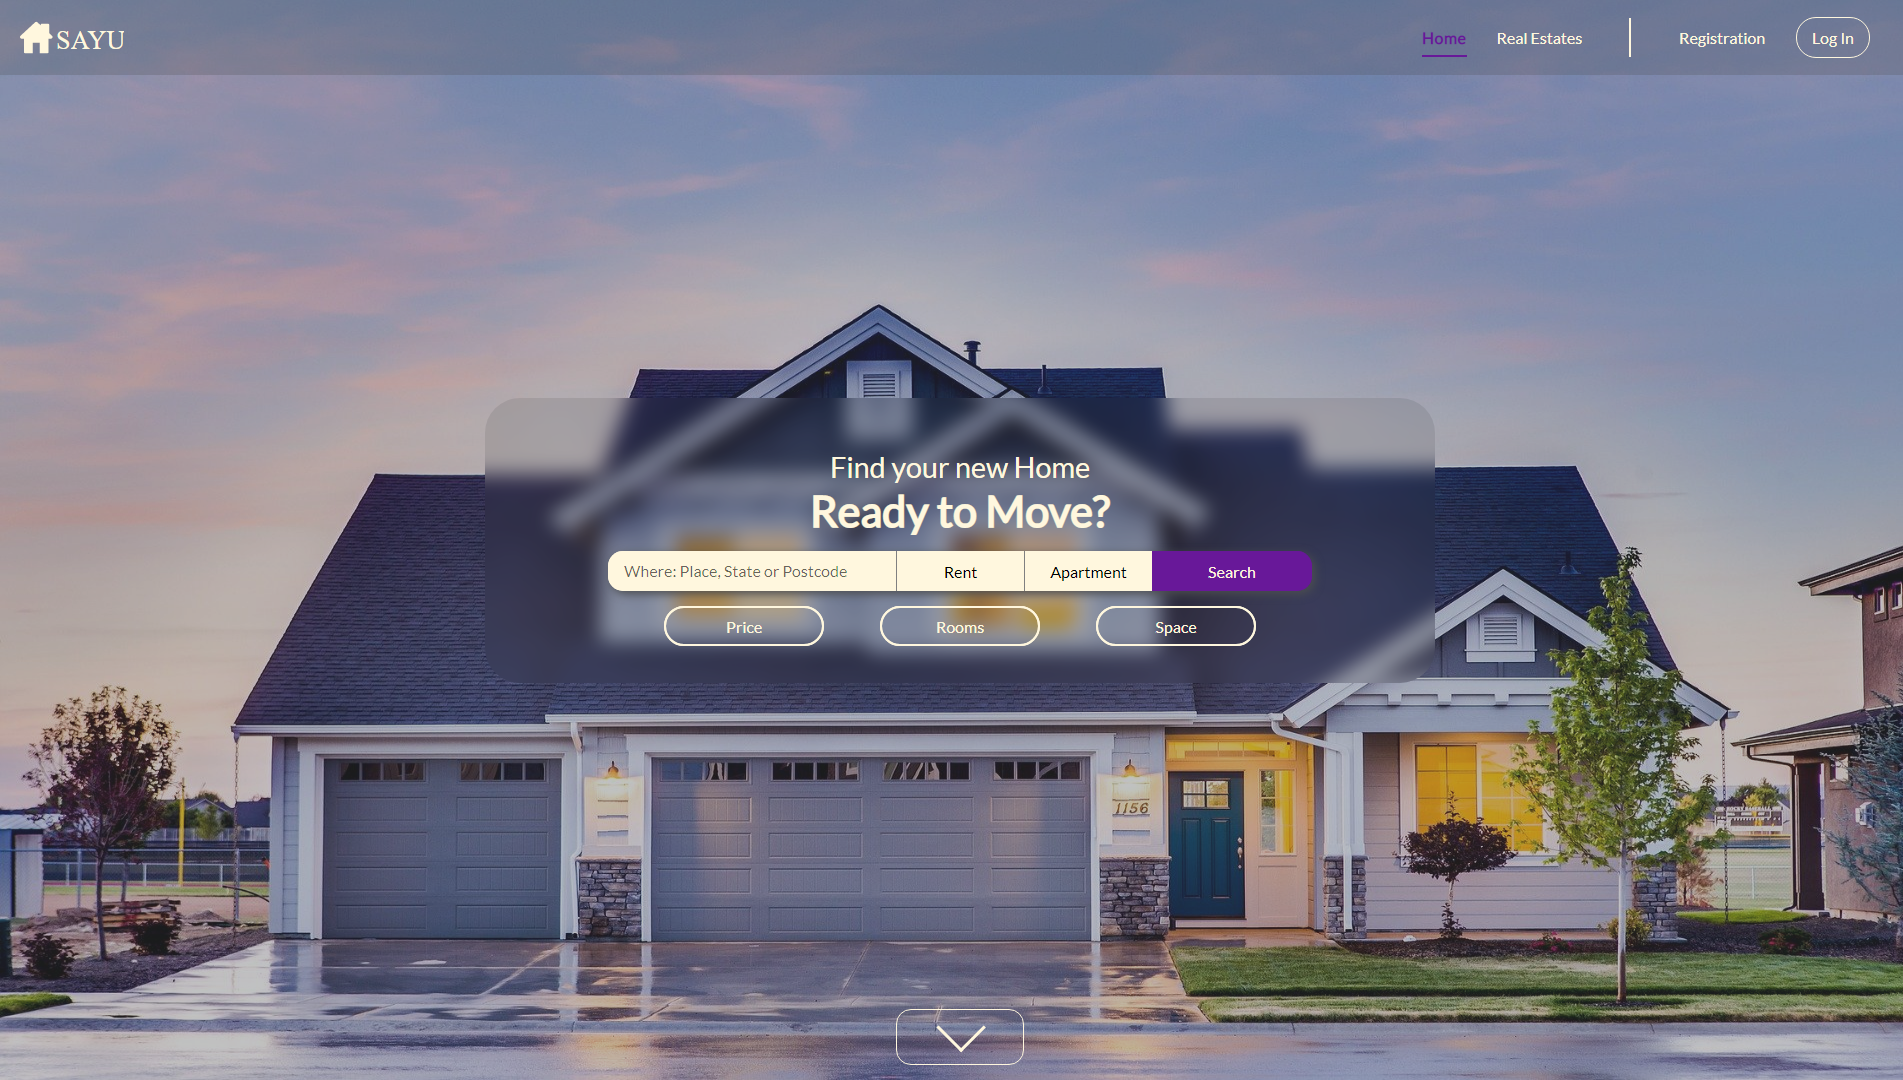 SAYU
Home
Real Estates
Registration
Log In
Find your new Home
Ready to Move?
Where: Place, State or Postcode
Rent
Apartment
Search
Price
Rooms
Space
1156